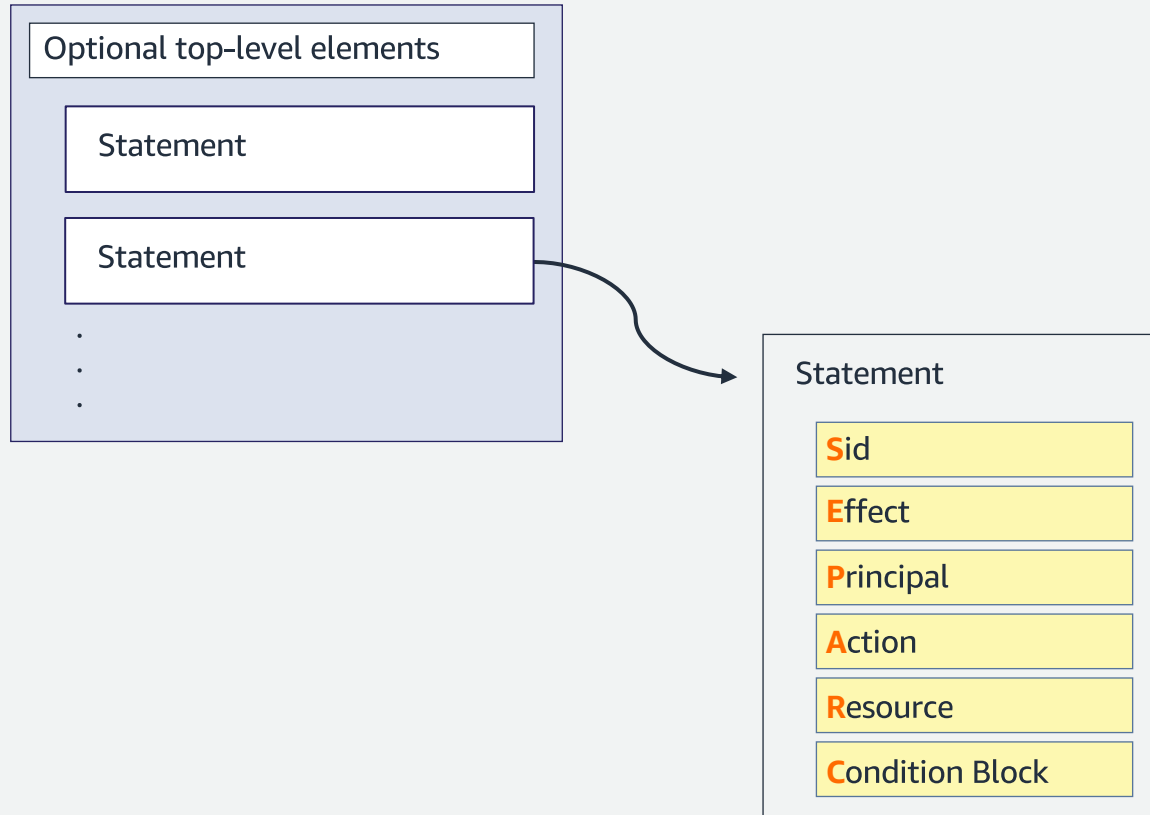 Optional top-level elements
Statement
Statement
.
.
.
Statement
Sid
Effect
Principal
Action
Resource
Condition Block